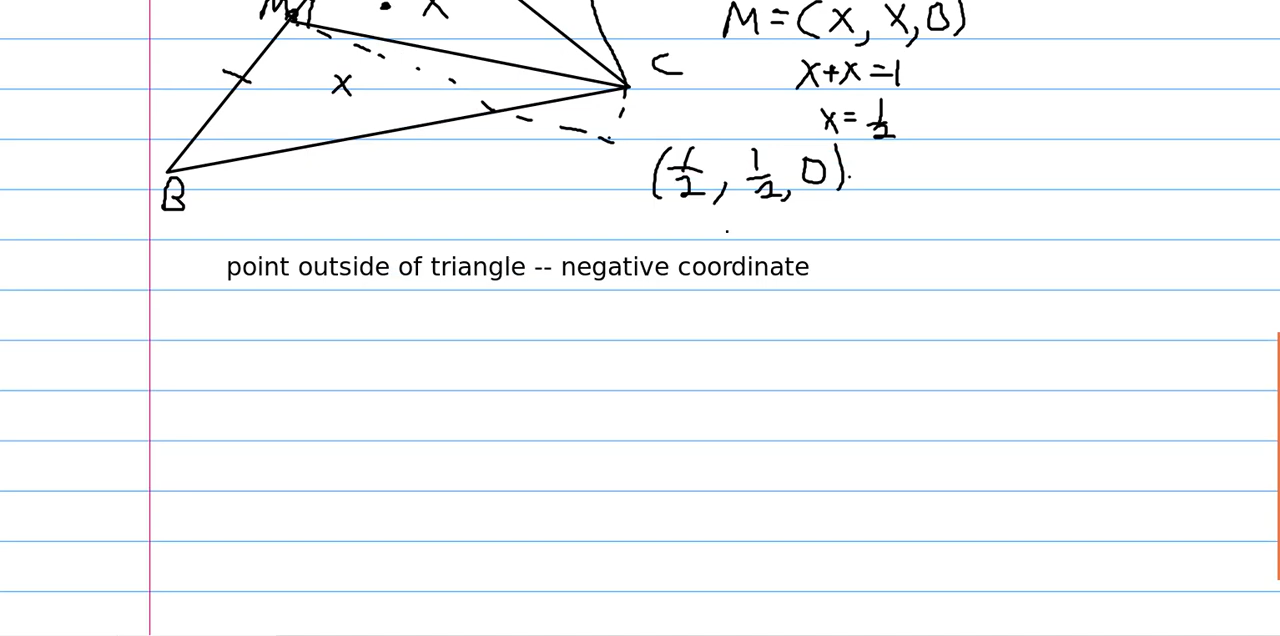 M x M = (x, x, 0)
C x+x=1
x x = 1/2
(1/2, 1/2, 0).
B
point outside of triangle -- negative coordinate